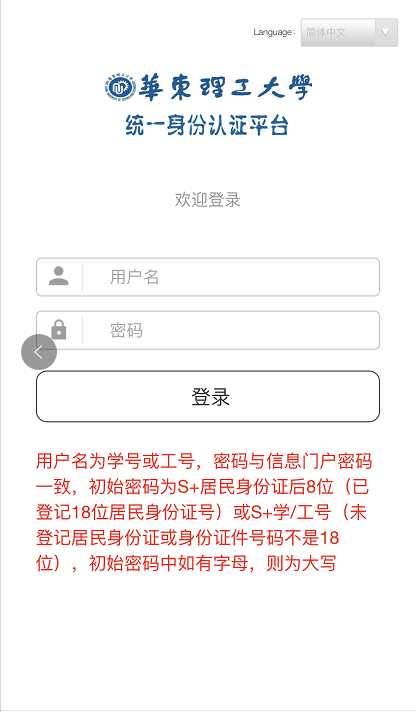 Language:
简体中文
華東理工大學
统一身份认证平台
欢迎登录
用户名
密码
登录
用户名为学号或工号，密码与信息门户密码
一致，初始密码为S+居民身份证后8位（已
登记18位居民身份证号）或S+学/工号（未
登记居民身份证或身份证件号码不是18
位），初始密码中如有字母，则为大写